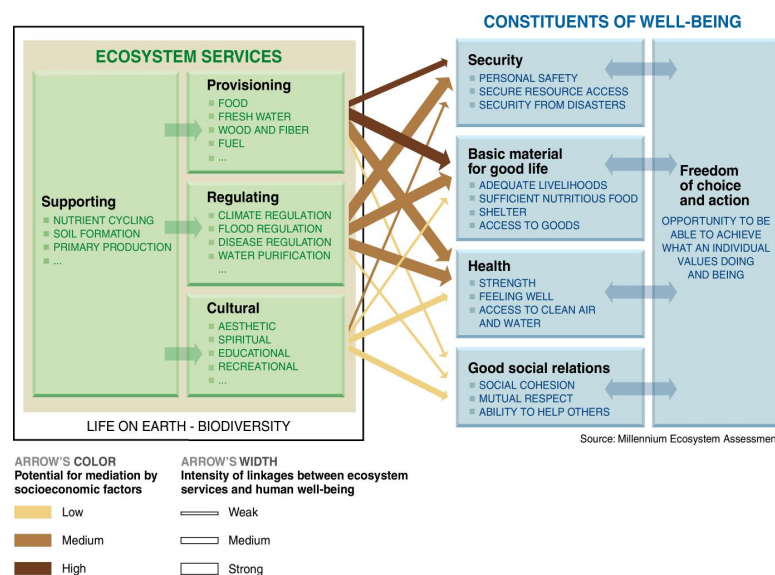 CONSTITUENTS OF WELL-BEING
ECOSYSTEM SERVICES
Supporting
NUTRIENT CYCLING
SOIL FORMATION
PRIMARY PRODUCTION
...
Provisioning
FOOD
FRESH WATER
WOOD AND FIBER
FUEL
...
Regulating
CLIMATE REGULATION
FLOOD REGULATION
DISEASE REGULATION
WATER PURIFICATION
...
Cultural
AESTHETIC
SPIRITUAL
EDUCATIONAL
RECREATIONAL
...
LIFE ON EARTH - BIODIVERSITY
Security
PERSONAL SAFETY
SECURE RESOURCE ACCESS
SECURITY FROM DISASTERS
Basic material
for good life
ADEQUATE LIVELIHOODS
SUFFICIENT NUTRITIOUS FOOD
SHELTER
ACCESS TO GOODS
Health
STRENGTH
FEELING WELL
ACCESS TO CLEAN AIR
AND WATER
Good social relations
SOCIAL COHESION
MUTUAL RESPECT
ABILITY TO HELP OTHERS
Freedom
of choice
and action
OPPORTUNITY TO BE
ABLE TO ACHIEVE
WHAT AN INDIVIDUAL
VALUES DOING
AND BEING
Source: Millennium Ecosystem Assessment
ARROW'S COLOR
Potential for mediation by
socioeconomic factors
Low
Medium
High
ARROW'S WIDTH
Intensity of linkages between ecosystem
services and human well-being
Weak
Medium
Strong